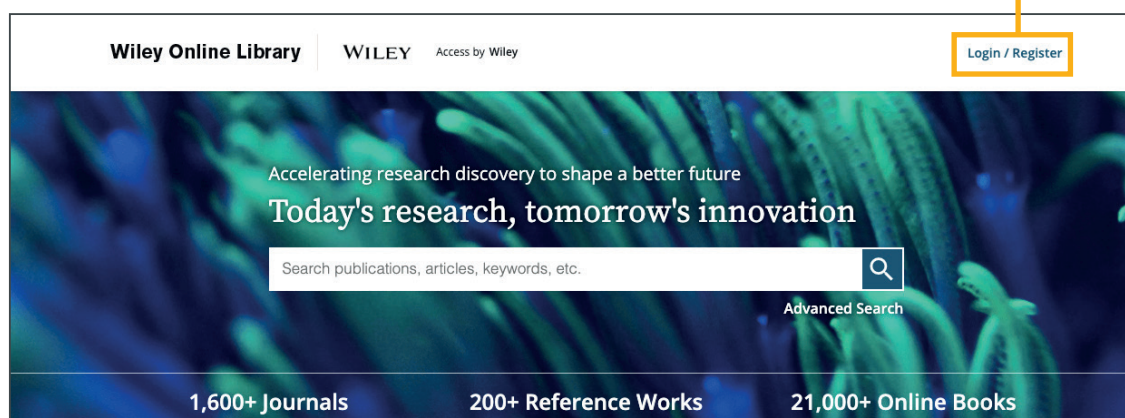 Wiley Online Library WILEY Access by Wiley Login / Register
Accelerating research discovery to shape a better future
Today's research, tomorrow's innovation
Search publications, articles, keywords, etc.
Advanced Search
1,600+ Journals 200+ Reference Works 21,000+ Online Books